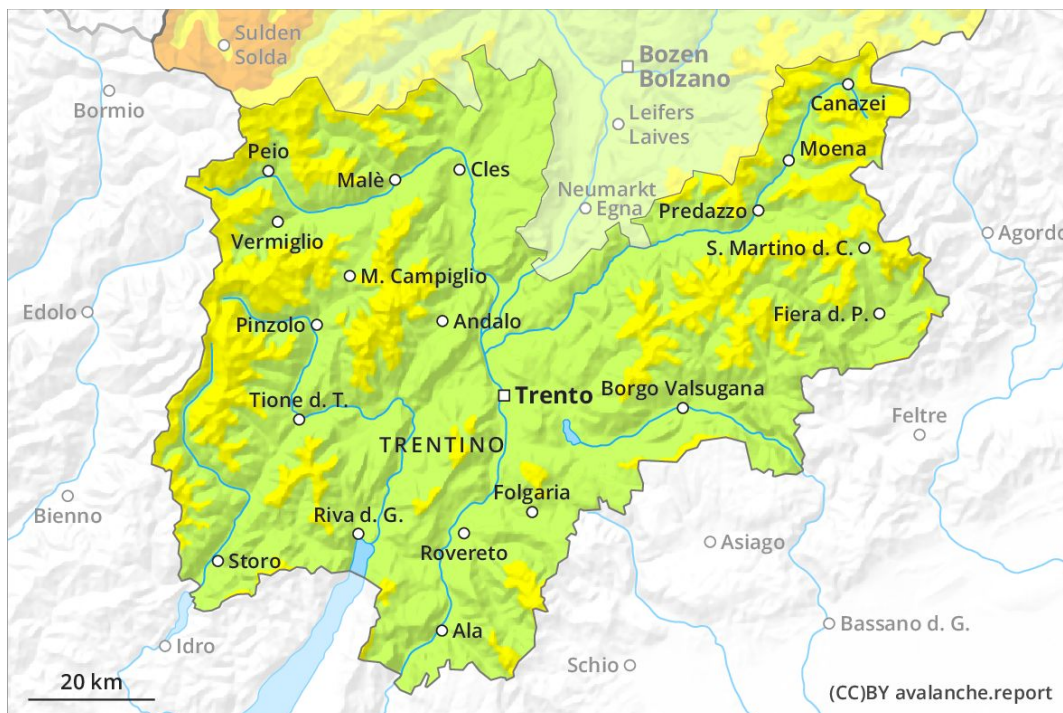 Sulden
Solda
Bozen
Bolzano
Bormio
Canazei
Leifers
Laives
Moena
Peio
Malè
Cles
Neumarkt
Egna
Predazzo
Vermiglio
S. Martino d. C.
Agordo
M. Campiglio
Edolo
Pinzolo
Andalo
Fiera d. P.
Trento
Borgo Valsugana
Tione d. T.
Feltre
TRENTINO
Bienno
Folgaria
Riva d. G.
Rovereto
Asiago
Storo
Bassano d. G.
Ala
Idro
Schio
20 km
(CC)BY avalanche.report